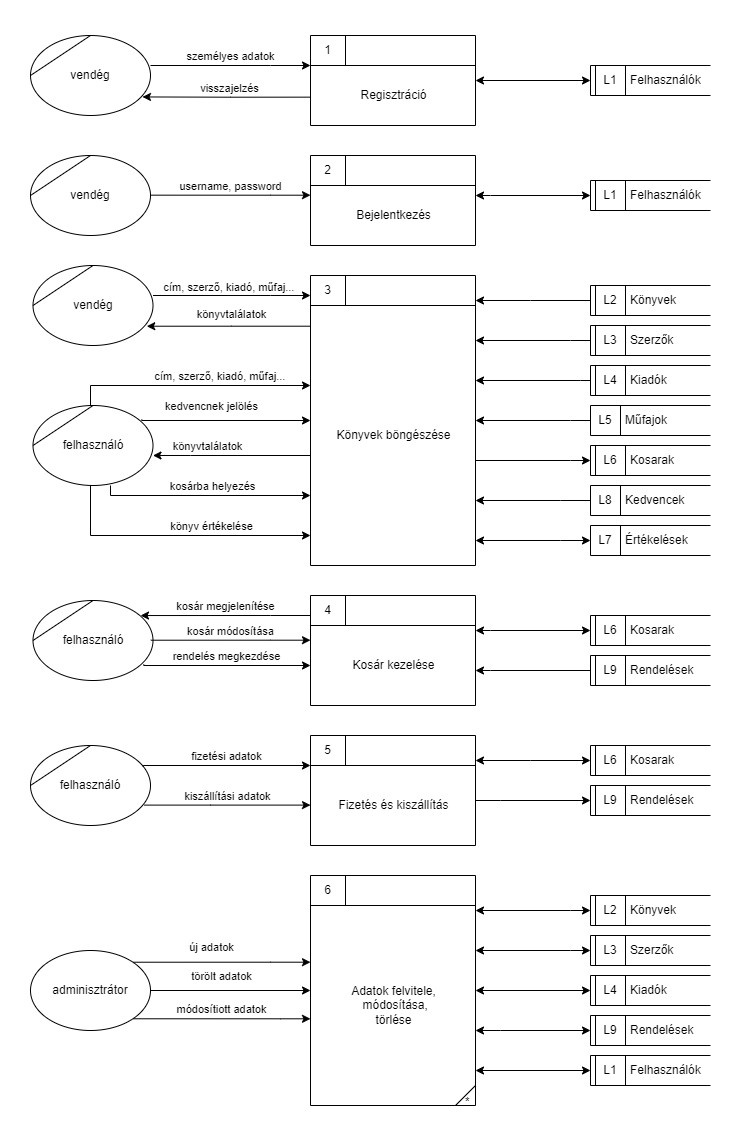 vendég
személyes adatok
visszajelzés
1
Regisztráció
L1 Felhasználók
vendég
username, password
2
Bejelentkezés
L1 Felhasználók
vendég
cím, szerző, kiadó, műfaj...
könyvtalálatok
felhasználó
cím, szerző, kiadó, műfaj...
kedvencnek jelölés
könyvtalálatok
kosárba helyezés
könyv értékelése
3
Könyvek böngészése
L2 Könyvek
L3 Szerzők
L4 Kiadók
L5 Műfajok
L6 Kosarak
L8 Kedvencek
L7 Értékelések
felhasználó
kosár megjelenítése
kosár módosítása
rendelés megkezdése
4
Kosár kezelése
L6 Kosarak
L9 Rendelések
felhasználó
fizetési adatok
kiszállítási adatok
5
Fizetés és kiszállítás
L6 Kosarak
L9 Rendelések
adminisztrátor
új adatok
törölt adatok
módosítiott adatok
6
Adatok felvitele,
módosítása,
törlése
*
L2 Könyvek
L3 Szerzők
L4 Kiadók
L9 Rendelések
L1 Felhasználók